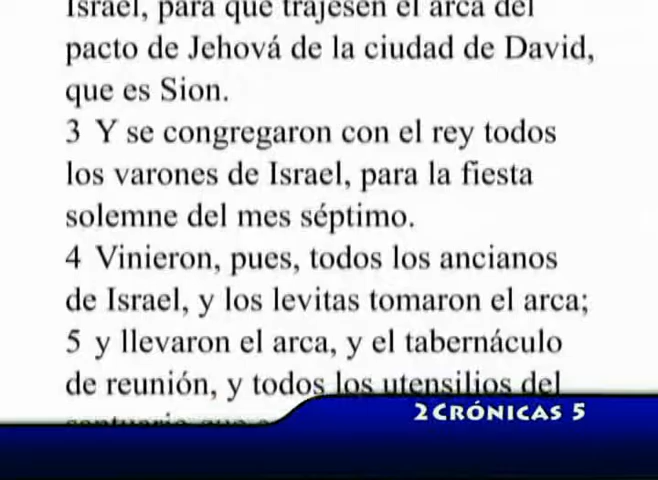 Israel, para que trajesen el arca del
pacto de Jehová de la ciudad de David,
que es Sion.
3 Y se congregaron con el rey todos
los varones de Israel, para la fiesta
solemne del mes séptimo.
4 Vinieron, pues, todos los ancianos
de Israel, y los levitas tomaron el arca;
5 y llevaron el arca, y el tabernáculo
de reunión, y todos los utensilios del
santuario que
2CRÓNICAS 5